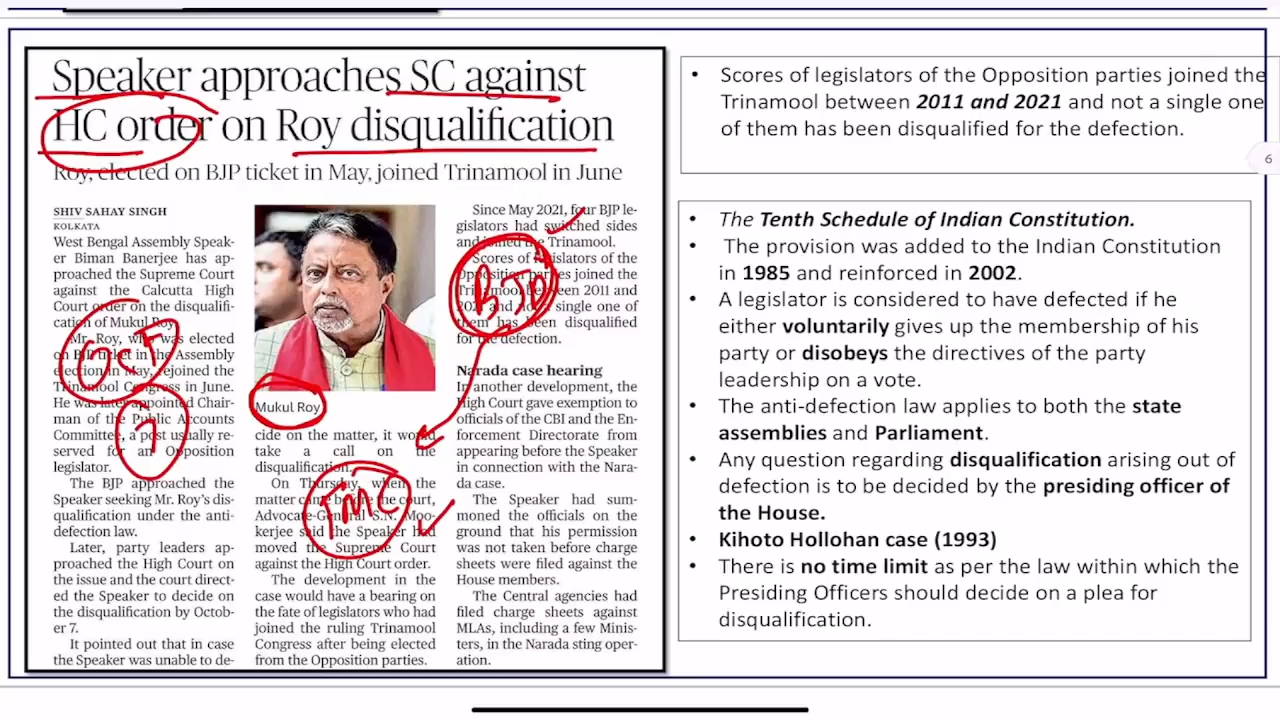 Speaker approaches SC against
HC order on Roy disqualification
Roy, elected on BJP ticket in May, joined Trinamool in June
SHIV SAHAY SINGH
KOLKATA
West Bengal Assembly Speak-
er Biman Banerjee has ap-
proached the Supreme Court
against the Calcutta High
Court order on the disqualifi-
cation of Mukul Roy.
Mr. Roy, who was elected
on BJP ticket in the Assembly
election in May, rejoined the
Trinamool Congress in June.
He was later appointed Chair-
man of the Public Accounts
Committee, a post usually re-
served for an Opposition
legislator.
The BJP approached the
Speaker seeking Mr. Roy's dis-
qualification under the anti-
defection law.
Later, party leaders ap-
proached the High Court on
the issue and the court direct-
ed the Speaker to decide on
the disqualification by Octob-
er 7.
It pointed out that in case
the Speaker was unable to de-
Mukul Roy
cide on the matter, it would
take a call on the
disqualification.
On Thursday, when the
matter came before the court,
Advocate-General S.N. Moo-
kerjee said the Speaker had
moved the Supreme Court
against the High Court order.
The development in the
case would have a bearing on
the fate of legislators who had
joined the ruling Trinamool
Congress after being elected
from the Opposition parties.
Since May 2021, four BJP le-
gislators had switched sides
and joined the Trinamool.
Scores of legislators of the
Opposition parties joined the
Trinamool between 2011 and
2021 and not a single one of
them has been disqualified
for the defection.
Narada case hearing
In another development, the
High Court gave exemption to
officials of the CBI and the En-
forcement Directorate from
appearing before the Speaker
in connection with the Nara-
da case.
The Speaker had sum-
moned the officials on the
ground that his permission
was not taken before charge
sheets were filed against the
House members.
The Central agencies had
filed charge sheets against
MLAs, including a few Minis-
ters, in the Narada sting oper-
ation.
BJP
TMC
• Scores of legislators of the Opposition parties joined the
Trinamool between 2011 and 2021 and not a single one
of them has been disqualified for the defection.
6
• The Tenth Schedule of Indian Constitution.
• The provision was added to the Indian Constitution
in 1985 and reinforced in 2002.
• A legislator is considered to have defected if he
either voluntarily gives up the membership of his
party or disobeys the directives of the party
leadership on a vote.
• The anti-defection law applies to both the state
assemblies and Parliament.
• Any question regarding disqualification arising out of
defection is to be decided by the presiding officer of
the House.
• Kihoto Hollohan case (1993)
• There is no time limit as per the law within which the
Presiding Officers should decide on a plea for
disqualification.